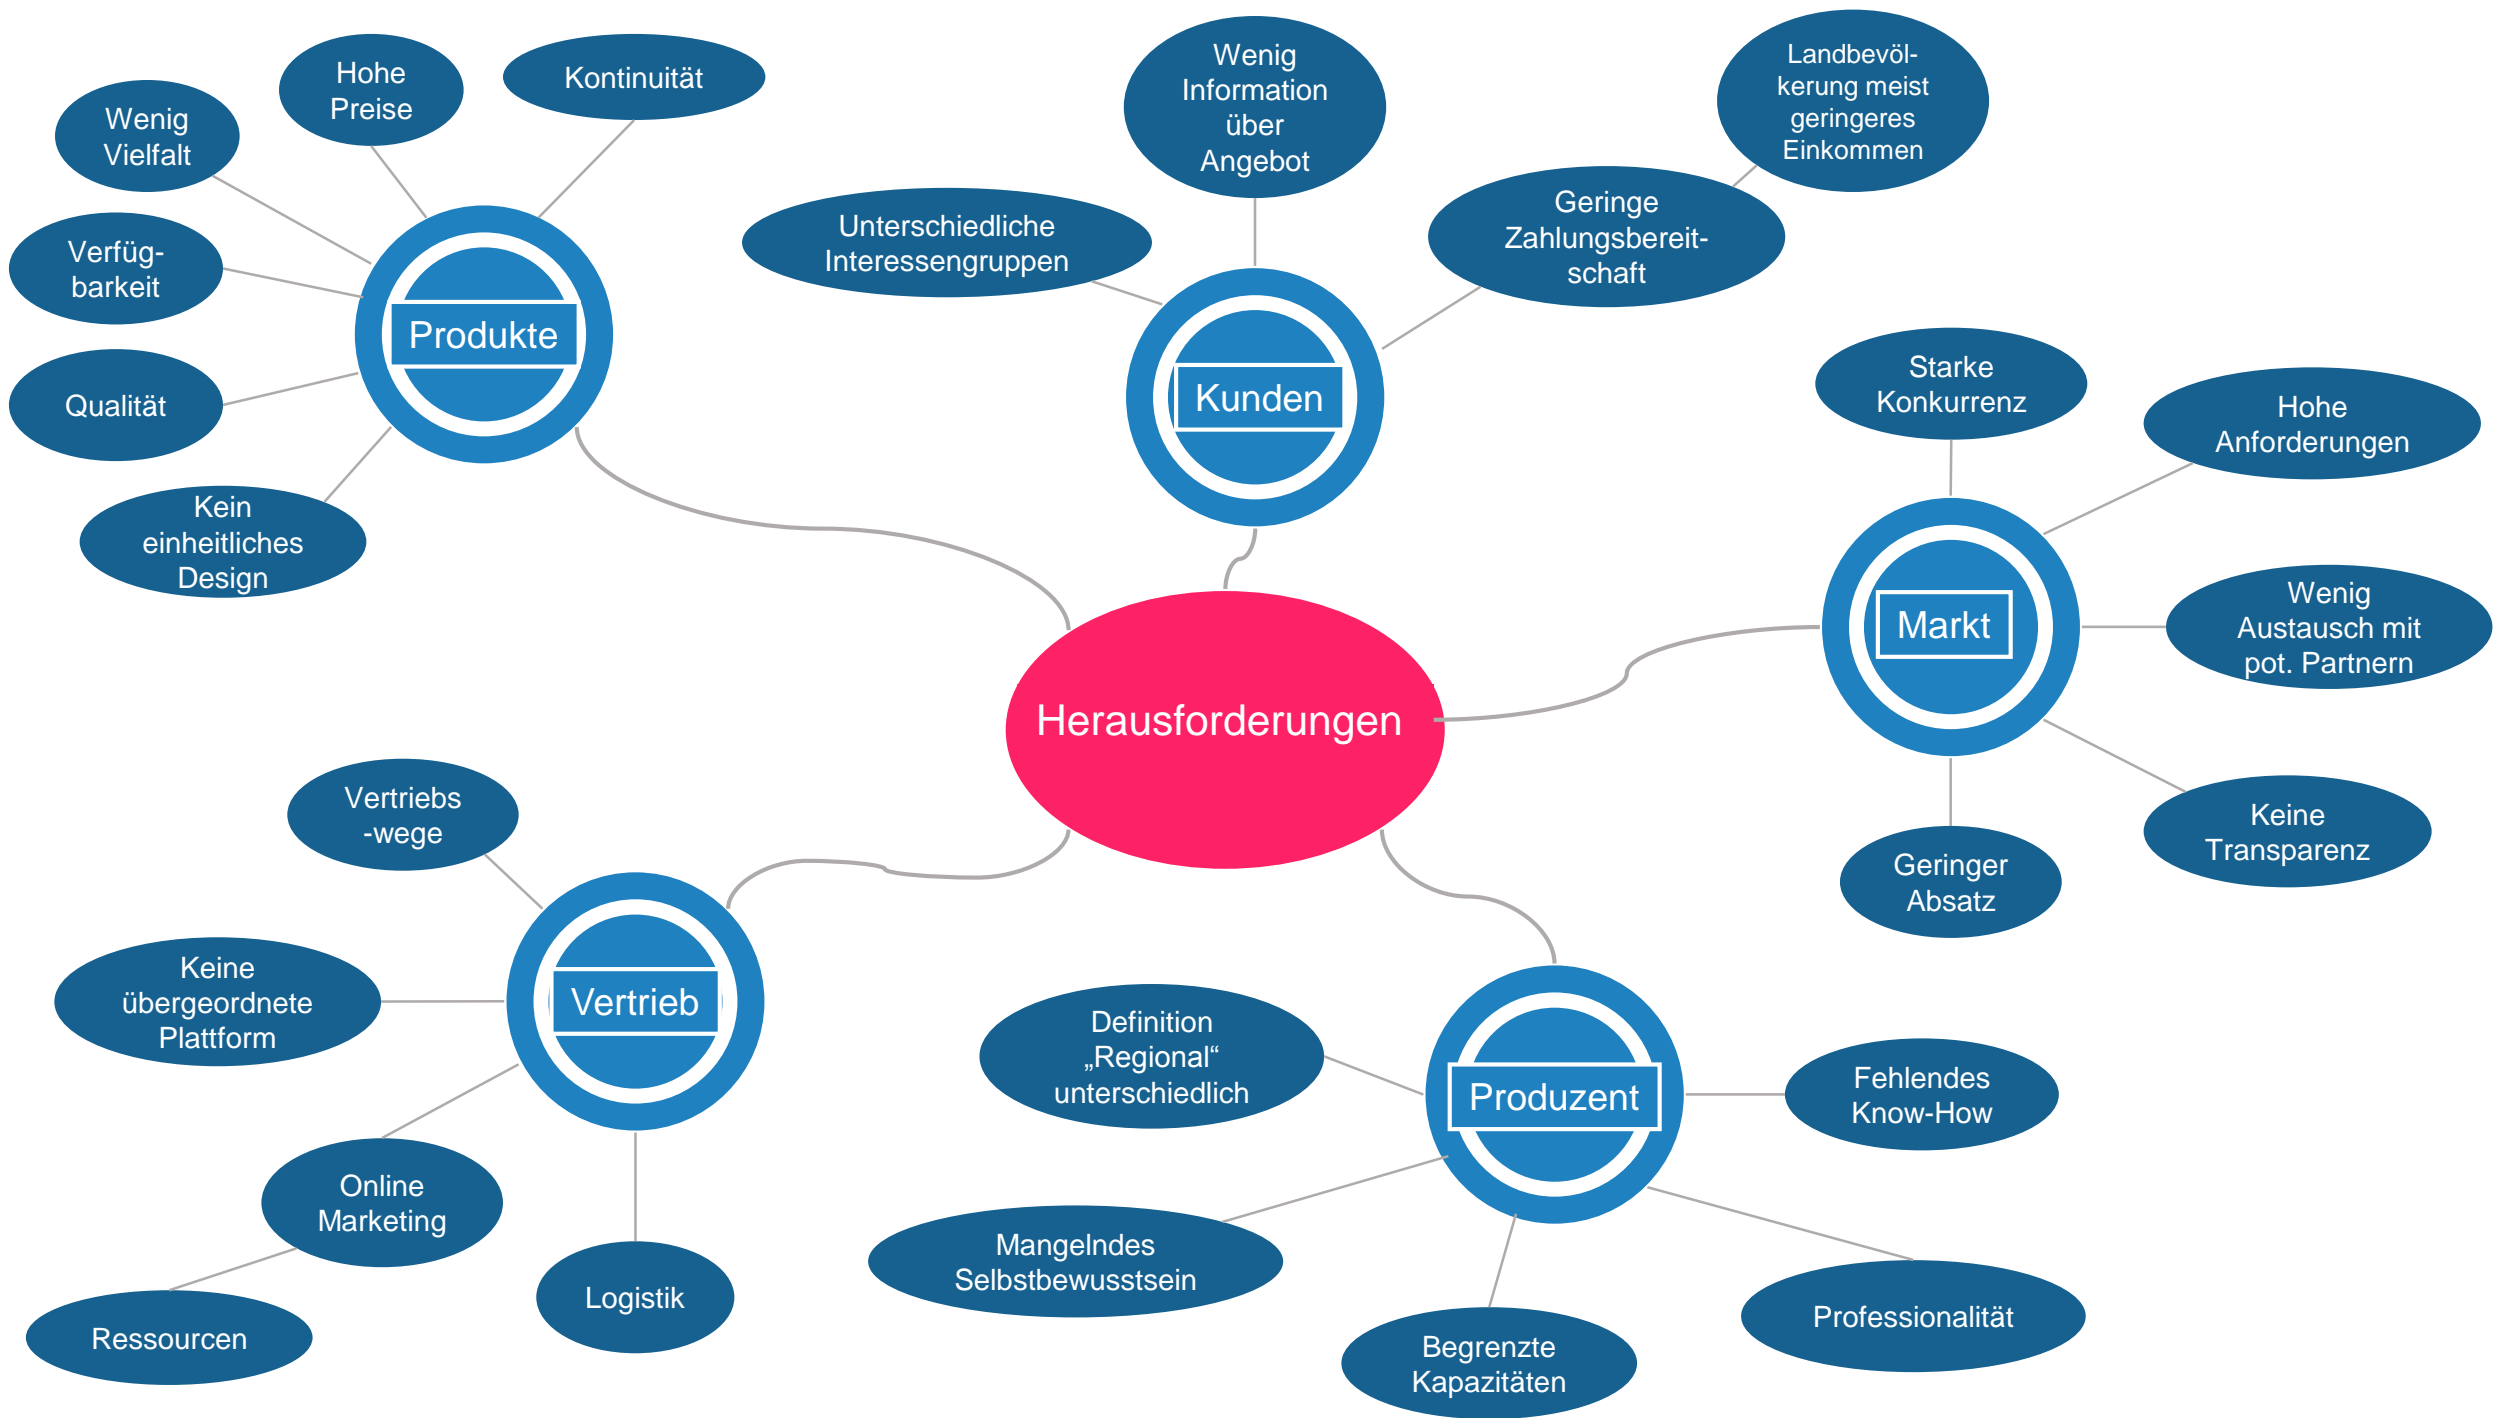 Hohe
Preise
Kontinuität
Wenig
Vielfalt
Verfüg-
barkeit
Produkte
Qualität
Kein
einheitliches
Design
Wenig
Information
über
Angebot
Unterschiedliche
Interessengruppen
Landbevöl-
kerung meist
geringeres
Einkommen
Geringe
Zahlungsbereit-
schaft
Kunden
Starke
Konkurrenz
Hohe
Anforderungen
Markt
Wenig
Austausch mit
pot. Partnern
Keine
Transparenz
Geringer
Absatz
Herausforderungen
Vertriebs
-wege
Keine
übergeordnete
Plattform
Vertrieb
Online
Marketing
Ressourcen
Logistik
Definition
„Regional“
unterschiedlich
Produzent
Fehlendes
Know-How
Mangelndes
Selbstbewusstsein
Begrenzte
Kapazitäten
Professionalität